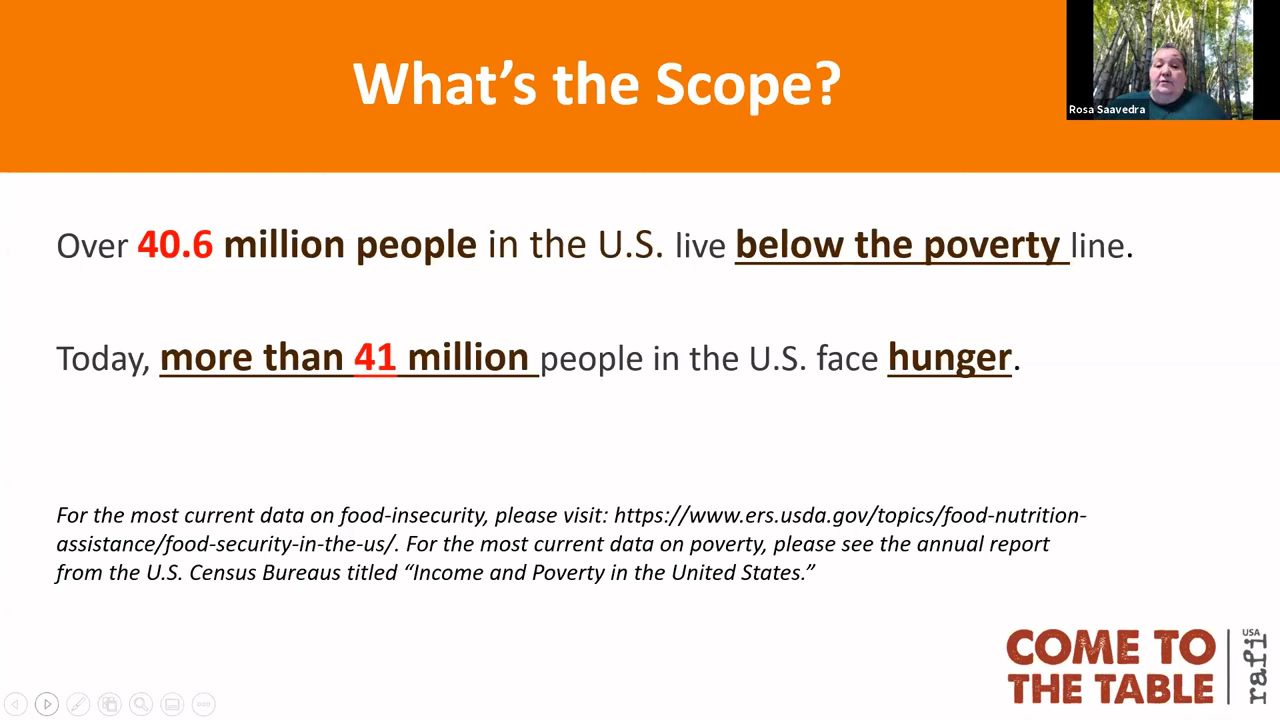 What's the Scope?
Rosa Saavedra
Over 40.6 million people in the U.S. live below the poverty line.
Today, more than 41 million people in the U.S. face hunger.
For the most current data on food-insecurity, please visit: https://www.ers.usda.gov/topics/food-nutrition-
assistance/food-security-in-the-us/. For the most current data on poverty, please see the annual report
from the U.S. Census Bureaus titled “Income and Poverty in the United States.”
COME TO
THE TABLE
rafi
USA